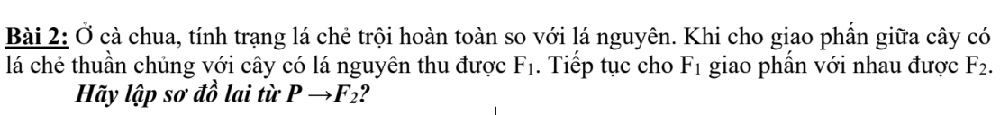 Bài 2: Ở cà chua, tính trạng lá chẻ trội hoàn toàn so với lá nguyên. Khi cho giao phấn giữa cây có
lá chẻ thuần chủng với cây có lá nguyên thu được F₁. Tiếp tục cho F₁ giao phấn với nhau được F₂.
Hãy lập sơ đồ lai từ P →F₂?